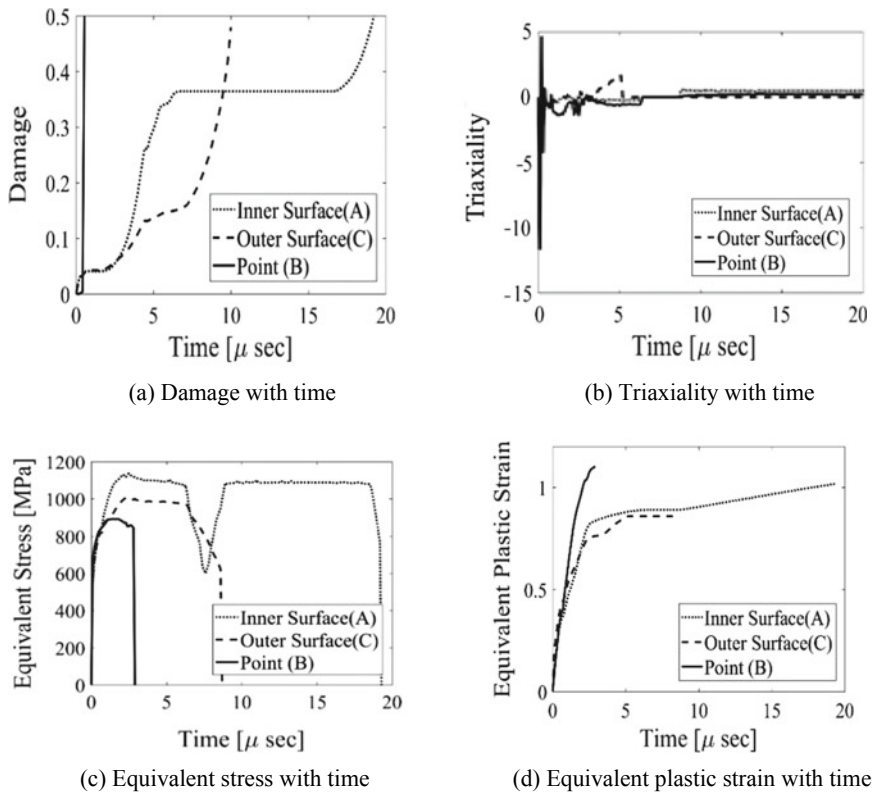 0.5
0.4
0.3
0.2
0.1
0
Damage
Inner Surface(A)
Outer Surface(C)
Point (B)
0 5 10 15 20
Time [μ sec]
(a) Damage with time
5
0
-5
-10
-15
Triaxiality
Inner Surface(A)
Outer Surface(C)
Point (B)
0 5 10 15 20
Time [μ sec]
(b) Triaxiality with time
1200
1000
800
600
400
200
0
Equivalent Stress [MPa]
Inner Surface(A)
Outer Surface(C)
Point (B)
0 5 10 15 20
Time [μ sec]
(c) Equivalent stress with time
1
0.5
0
Equivalent Plastic Strain
Inner Surface(A)
Outer Surface(C)
Point (B)
0 5 10 15 20
Time [μ sec]
(d) Equivalent plastic strain with time